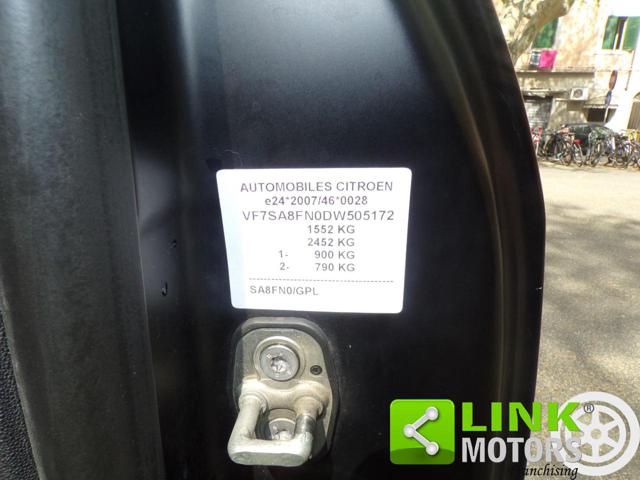 AUTOMOBILES CITROEN
e24*2007/46*0028
VF7SA8FN0DW505172
1552 KG
2452 KG
1- 900 KG
2- 790 KG
SA8FN0/GPL
LINK
MOTORS®
franchising